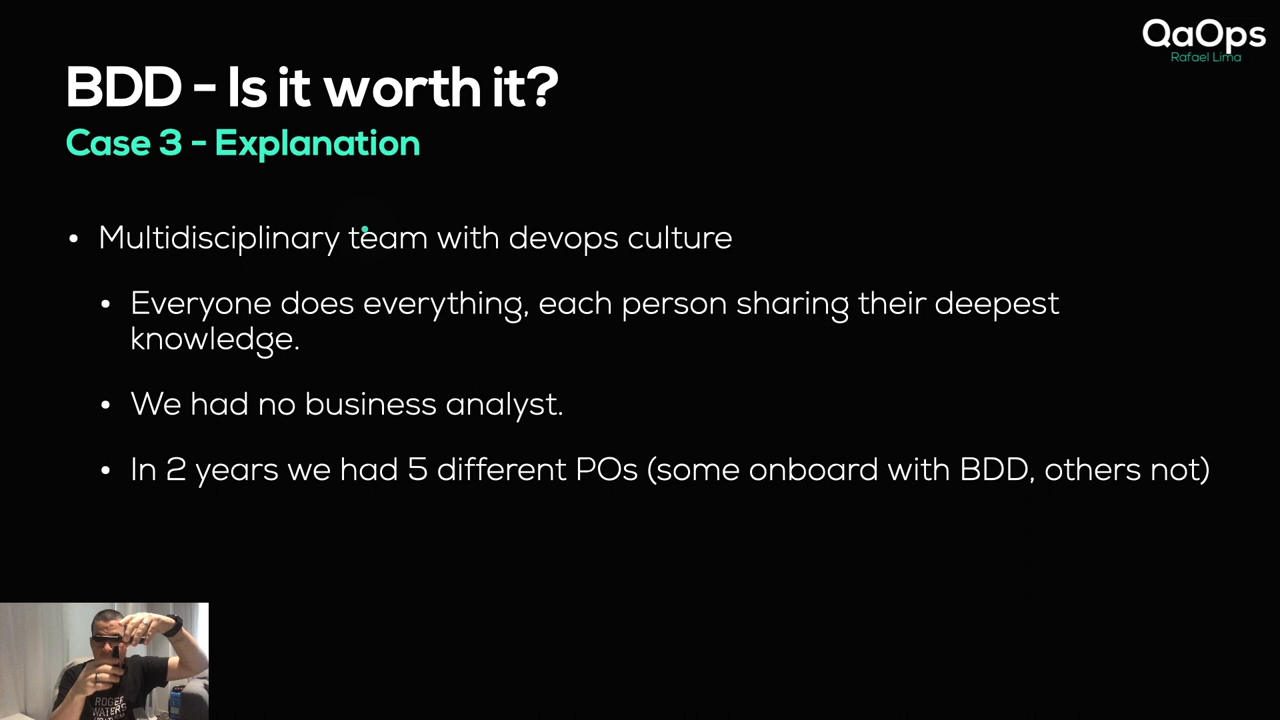 QaOps
Rafael Lima
BDD - Is it worth it?
Case 3 - Explanation
• Multidisciplinary team with devops culture
• Everyone does everything, each person sharing their deepest
knowledge.
• We had no business analyst.
• In 2 years we had 5 different POs (some onboard with BDD, others not)
ROGER
WATERS